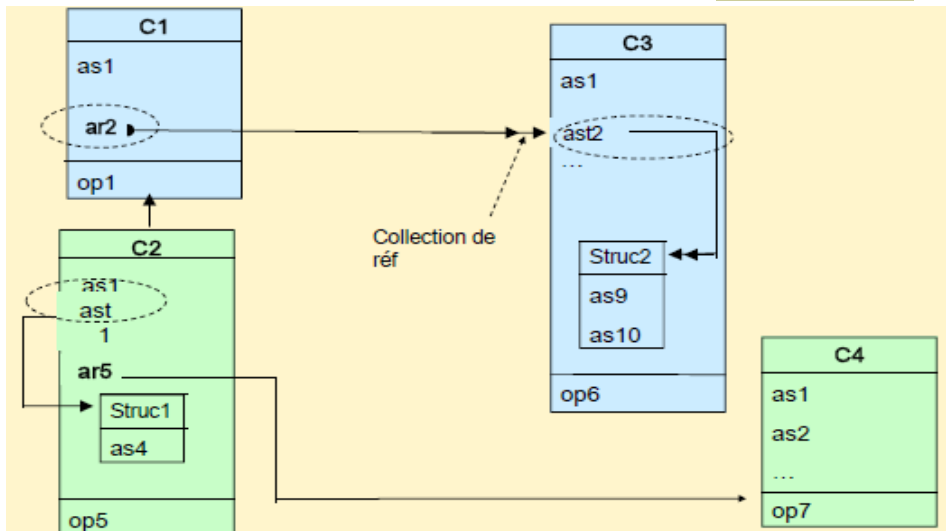 C1
as1
ar2
op1
C3
as1
ast2
...
Collection de
réf
Struc2
as9
as10
op6
C2
as1
ast
1
ar5
Struc1
as4
op5
C4
as1
as2
...
op7